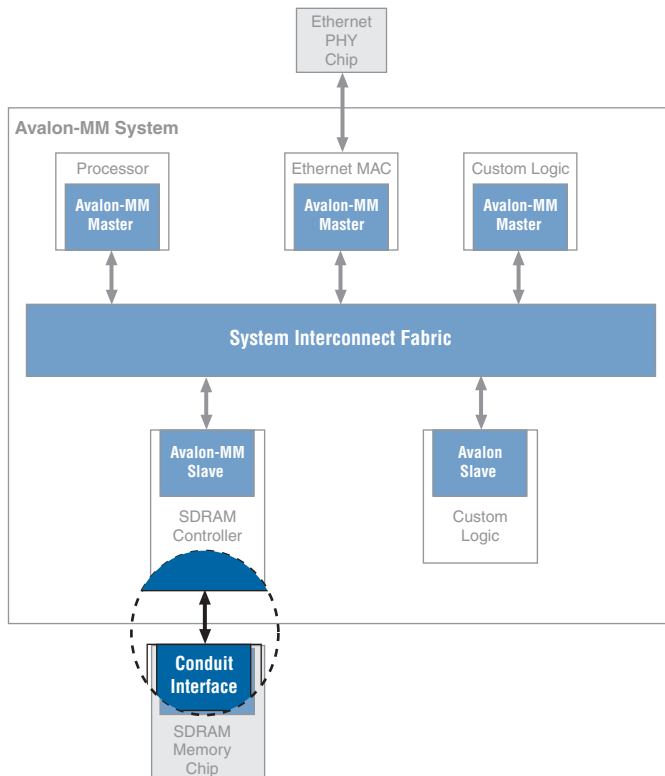 Ethernet
PHY
Chip
Avalon-MM System
Processor
Ethernet MAC
Custom Logic
Avalon-MM
Master
Avalon-MM
Master
Avalon-MM
Master
System Interconnect Fabric
Avalon-MM
Slave
Avalon
Slave
SDRAM
Controller
Custom
Logic
Conduit
Interface
SDRAM
Memory
Chip